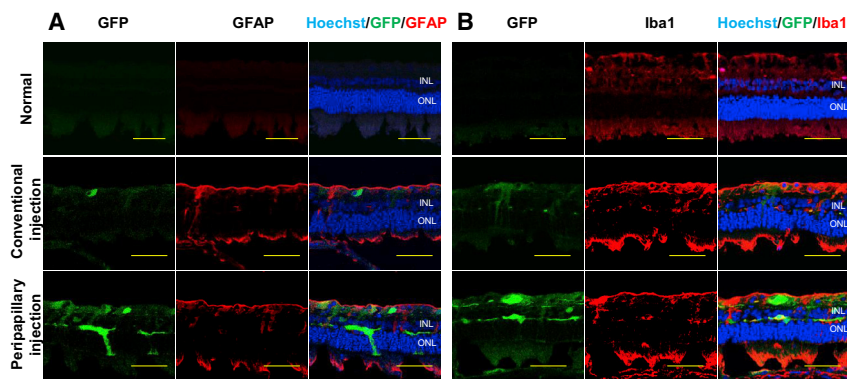 A
GFP GFAP Hoechst/GFP/GFAP
B
GFP Iba1 Hoechst/GFP/Iba1
Normal
INL
ONL
INL
ONL
Conventional
injection
INL
ONL
INL
ONL
Peripapillary
injection
INL
ONL
INL
ONL